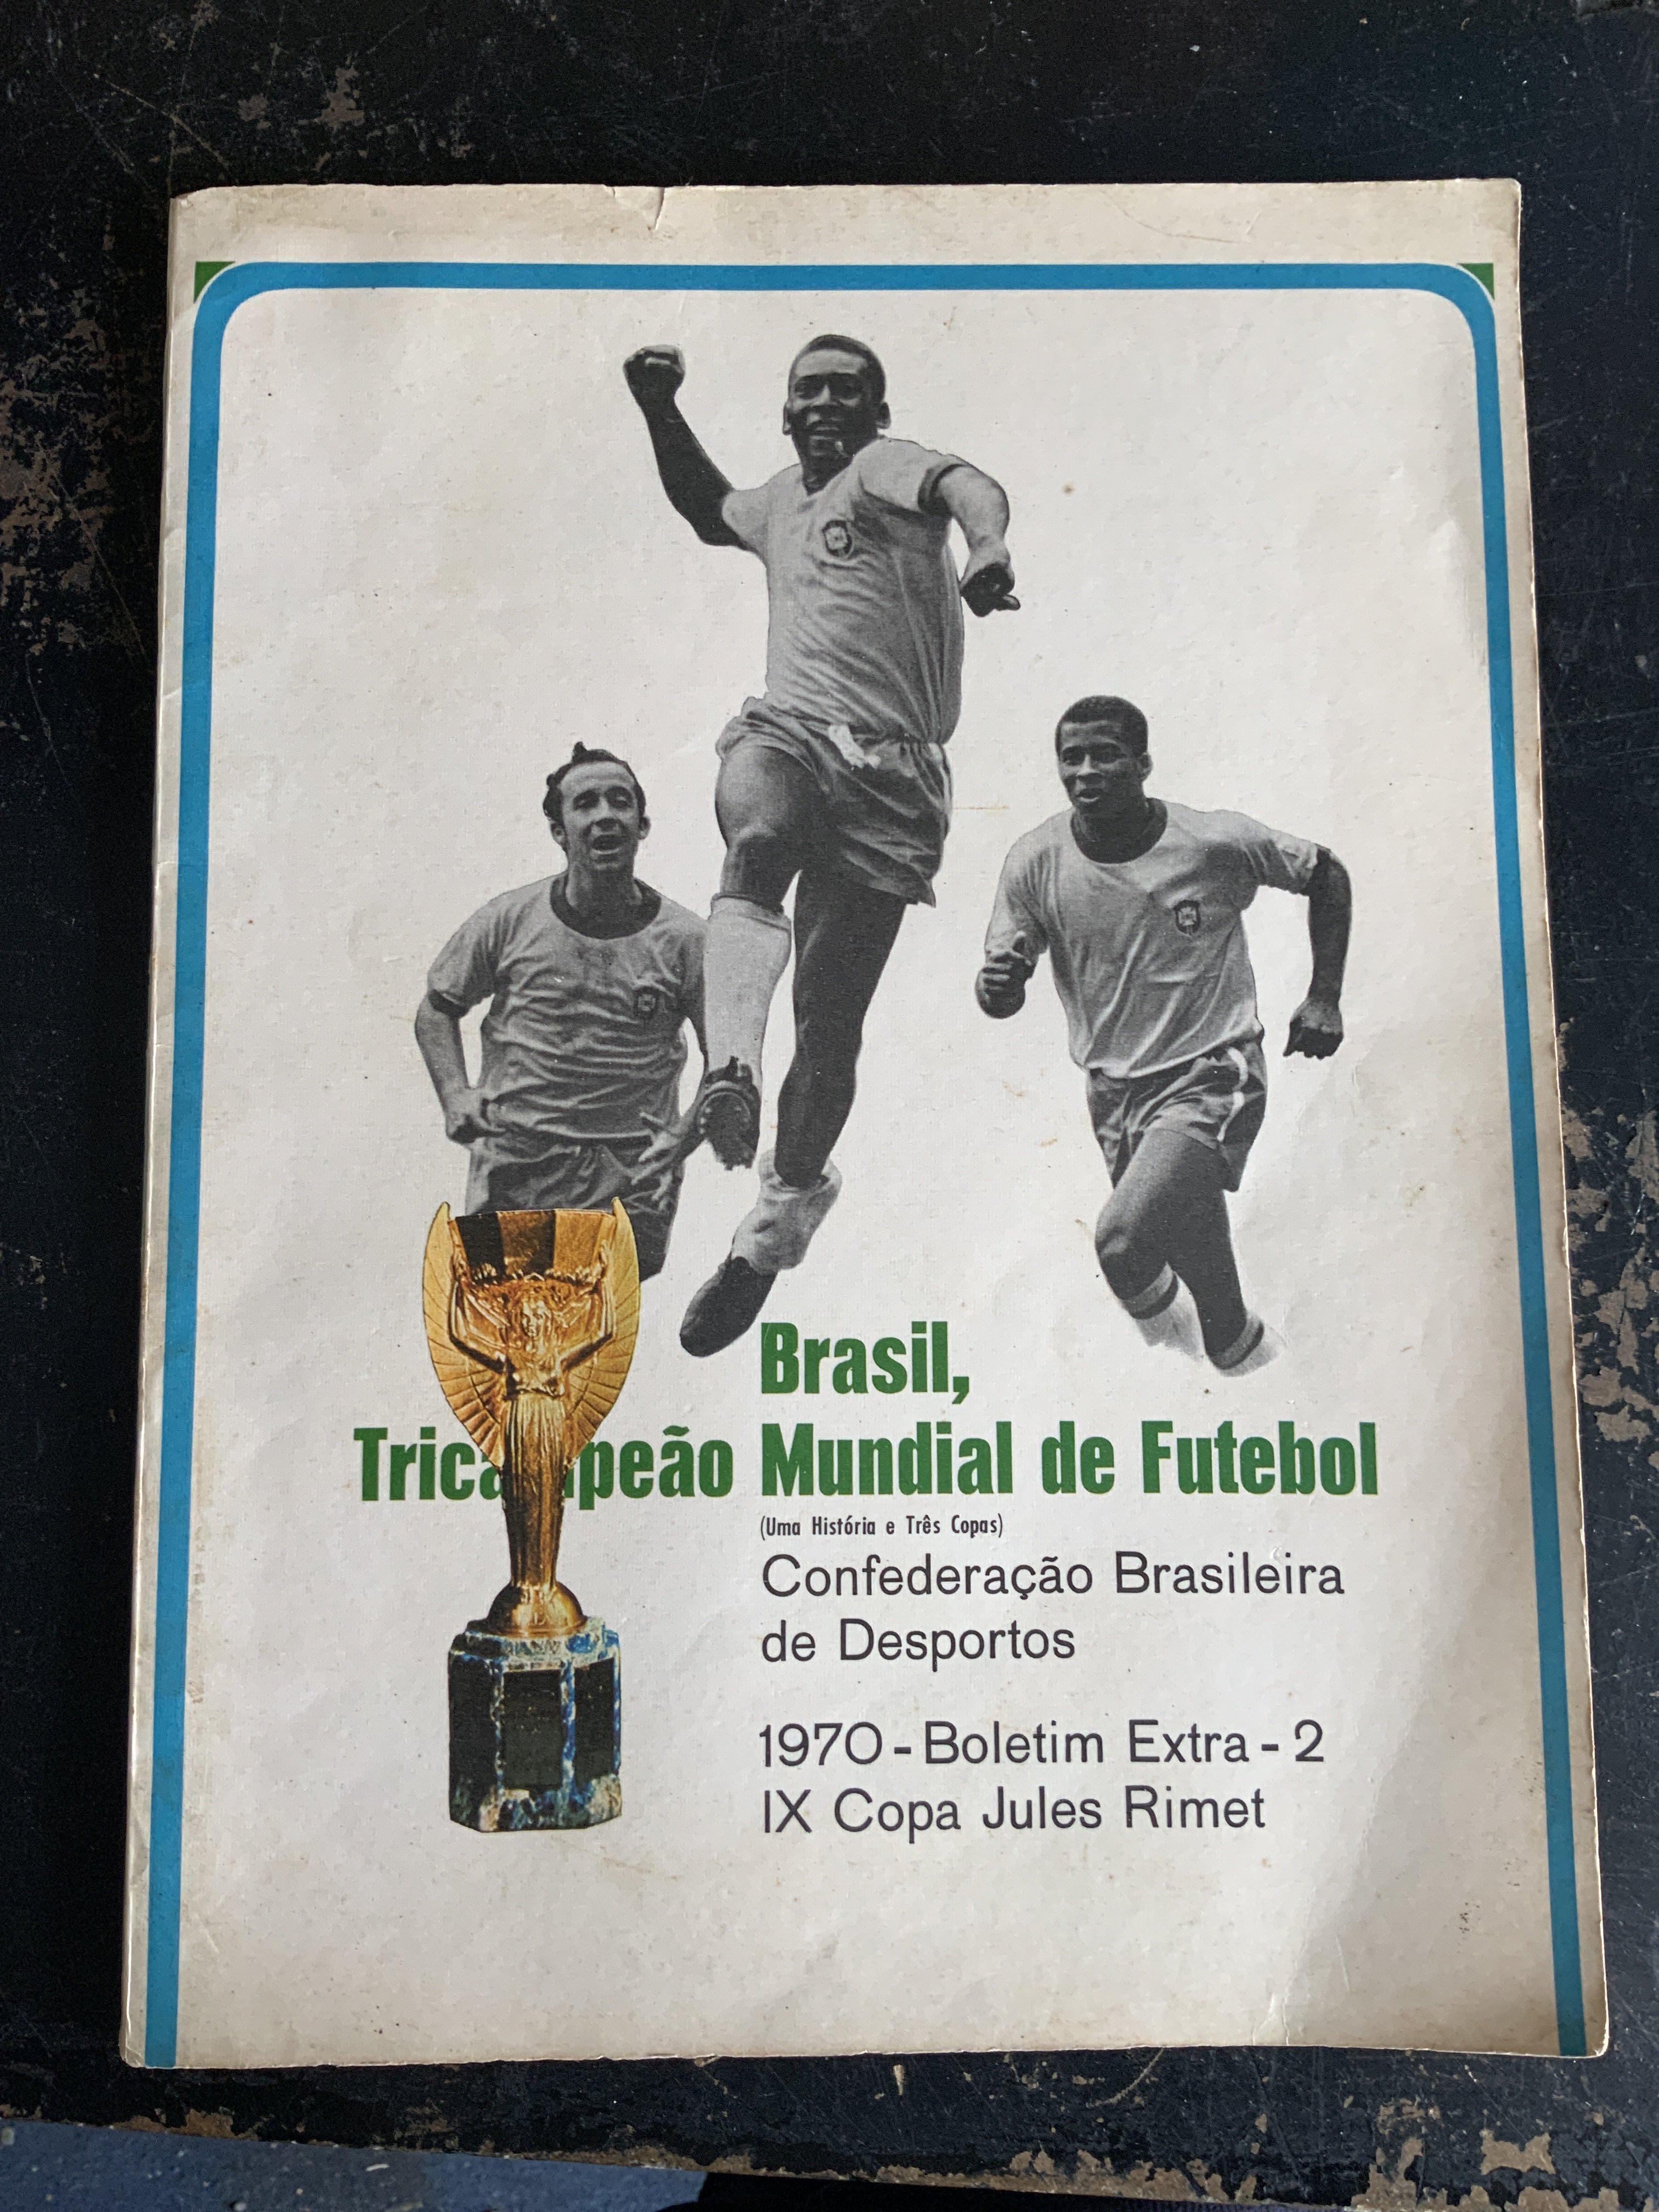 Brasil,
Tricampeão Mundial de Futebol
(Uma História e Três Copas)
Confederação Brasileira
de Desportos
1970 - Boletim Extra - 2
IX Copa Jules Rimet